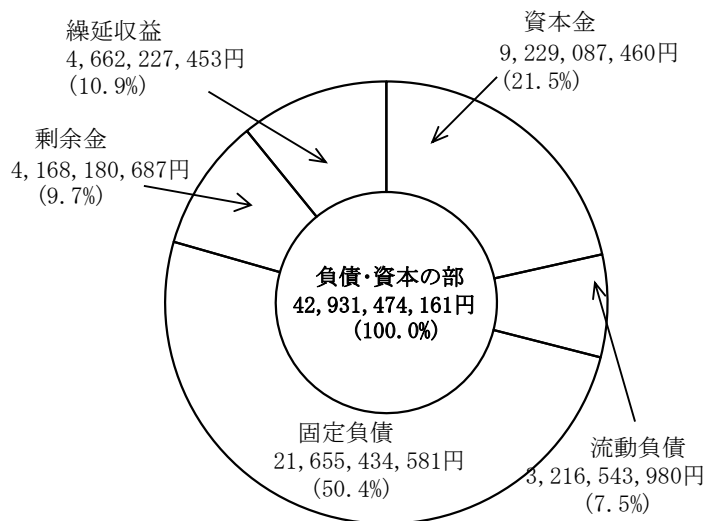 繰延収益
4,662,227,453円
(10.9%)
資本金
9,229,087,460円
(21.5%)
剰余金
4,168,180,687円
(9.7%)
負債・資本の部
42,931,474,161円
(100.0%)
固定負債
21,655,434,581円
(50.4%)
流動負債
3,216,543,980円
(7.5%)